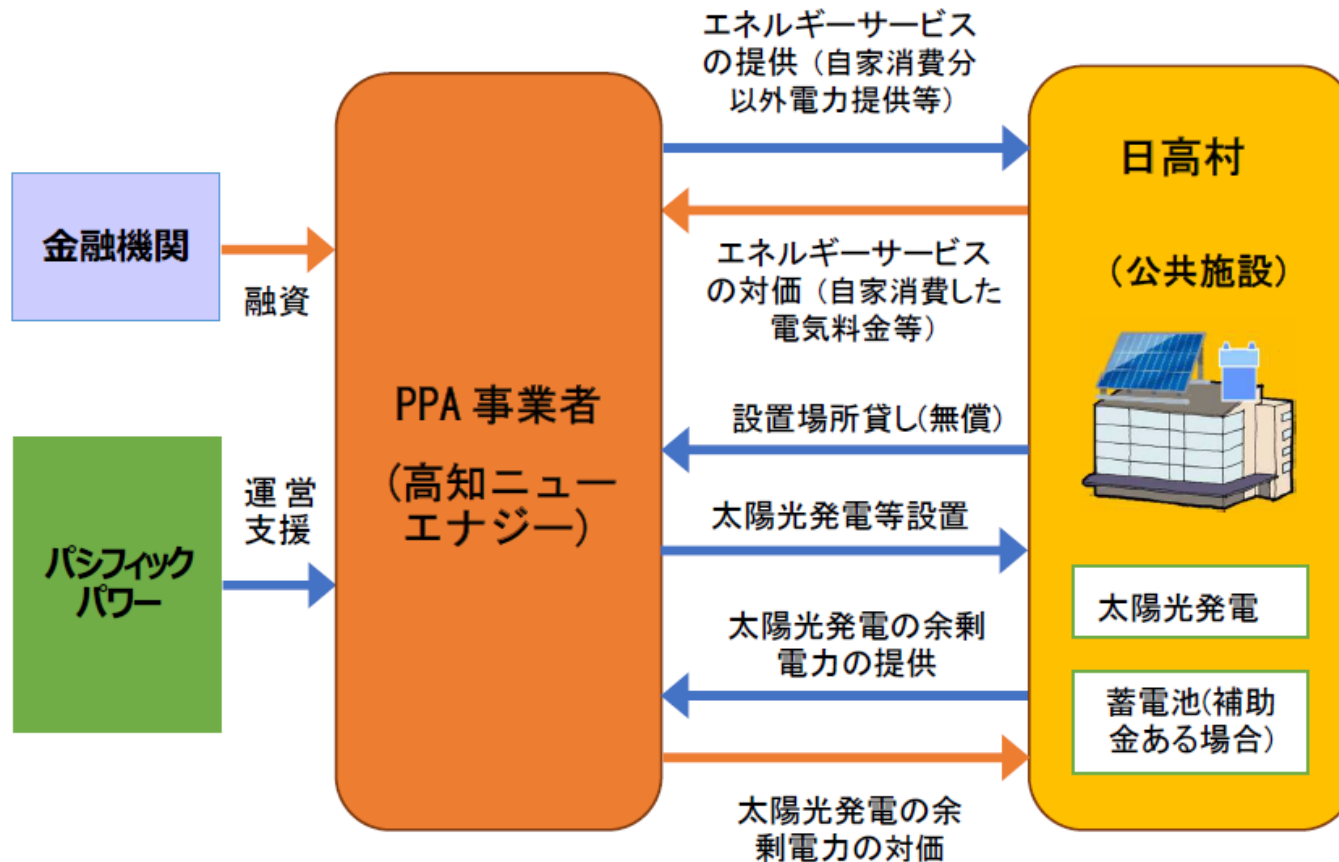 金融機関
融資
パシフィック
パワー
運営
支援
PPA 事業者
(高知ニュー
エナジー)
エネルギーサービス
の提供（自家消費分
以外電力提供等）
エネルギーサービス
の対価（自家消費した
電気料金等）
設置場所貸し(無償)
太陽光発電等設置
太陽光発電の余剰
電力の提供
太陽光発電の余
剰電力の対価
日高村
（公共施設）
太陽光発電
蓄電池(補助
金ある場合)